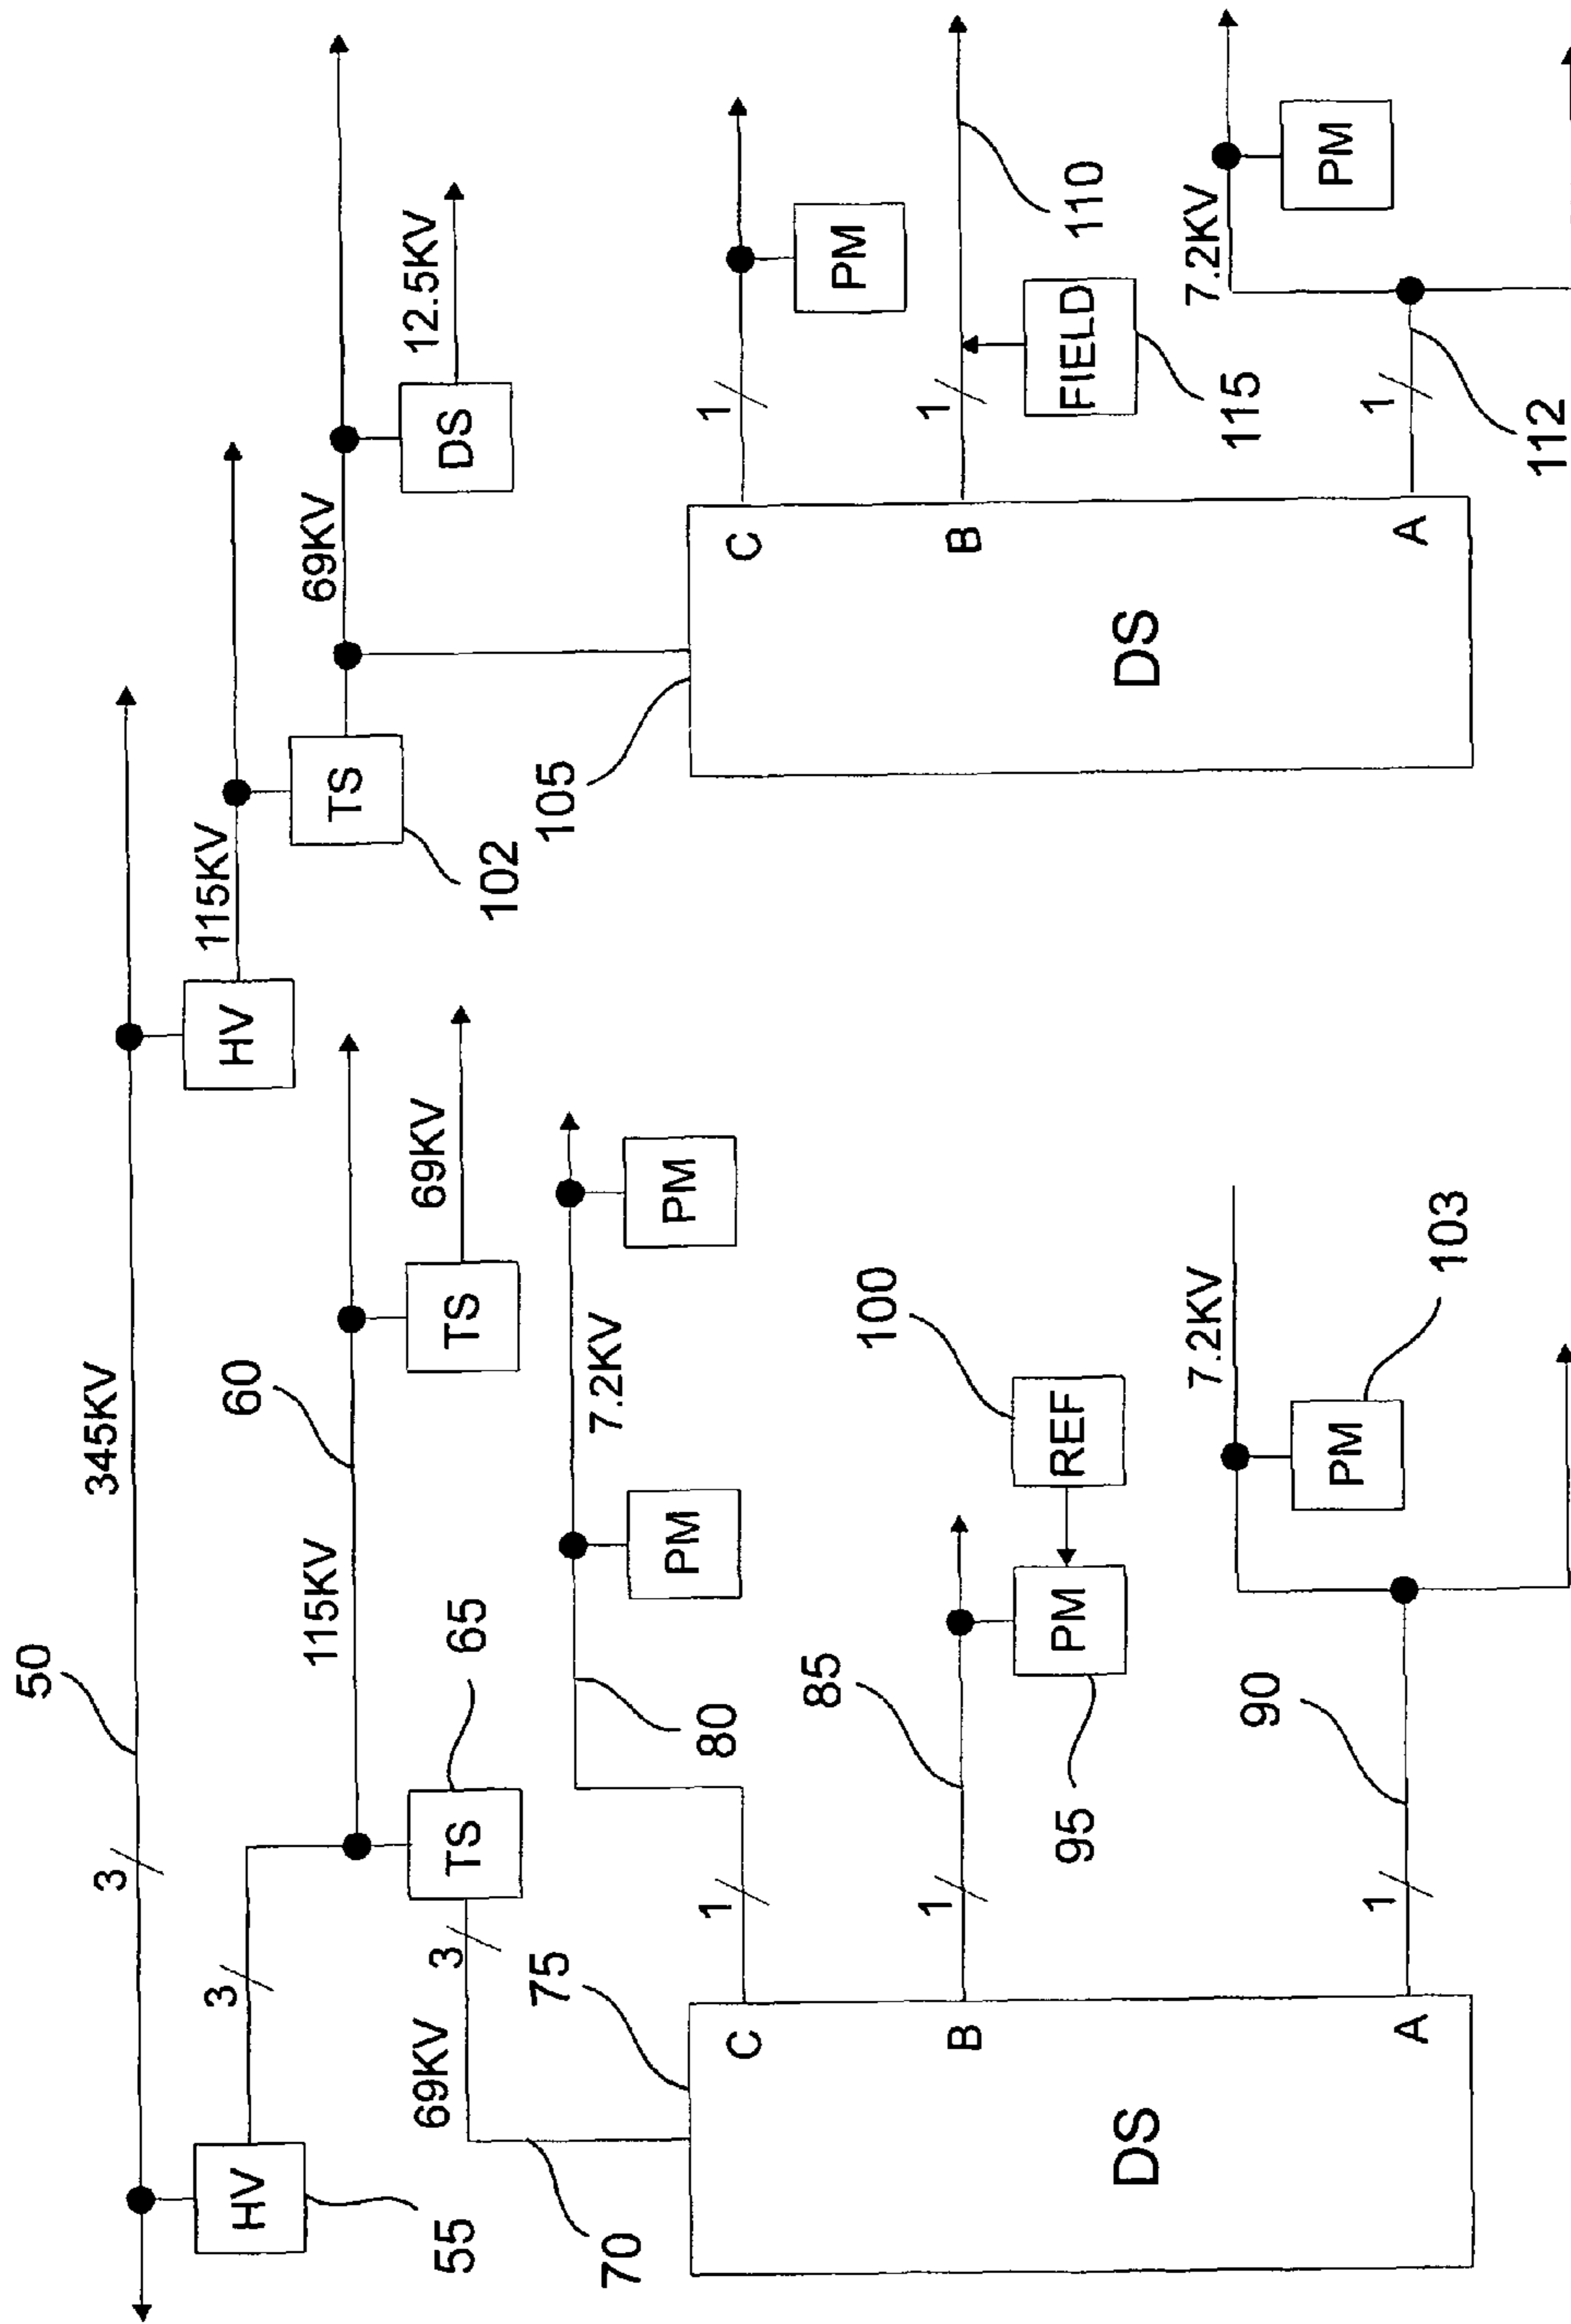 50
345KV
3
HV
115KV
3
115KV
60
TS
102
69KV
DS
12.5KV
HV
55
69KV
3
TS
65
TS
69KV
70
75
80
7.2KV
PM
PM
105
C
1
C
1
PM
DS
B
1
85
PM
95
REF
100
DS
B
1
FIELD
115
110
A
1
90
7.2KV
PM
103
A
1
112
7.2KV
PM